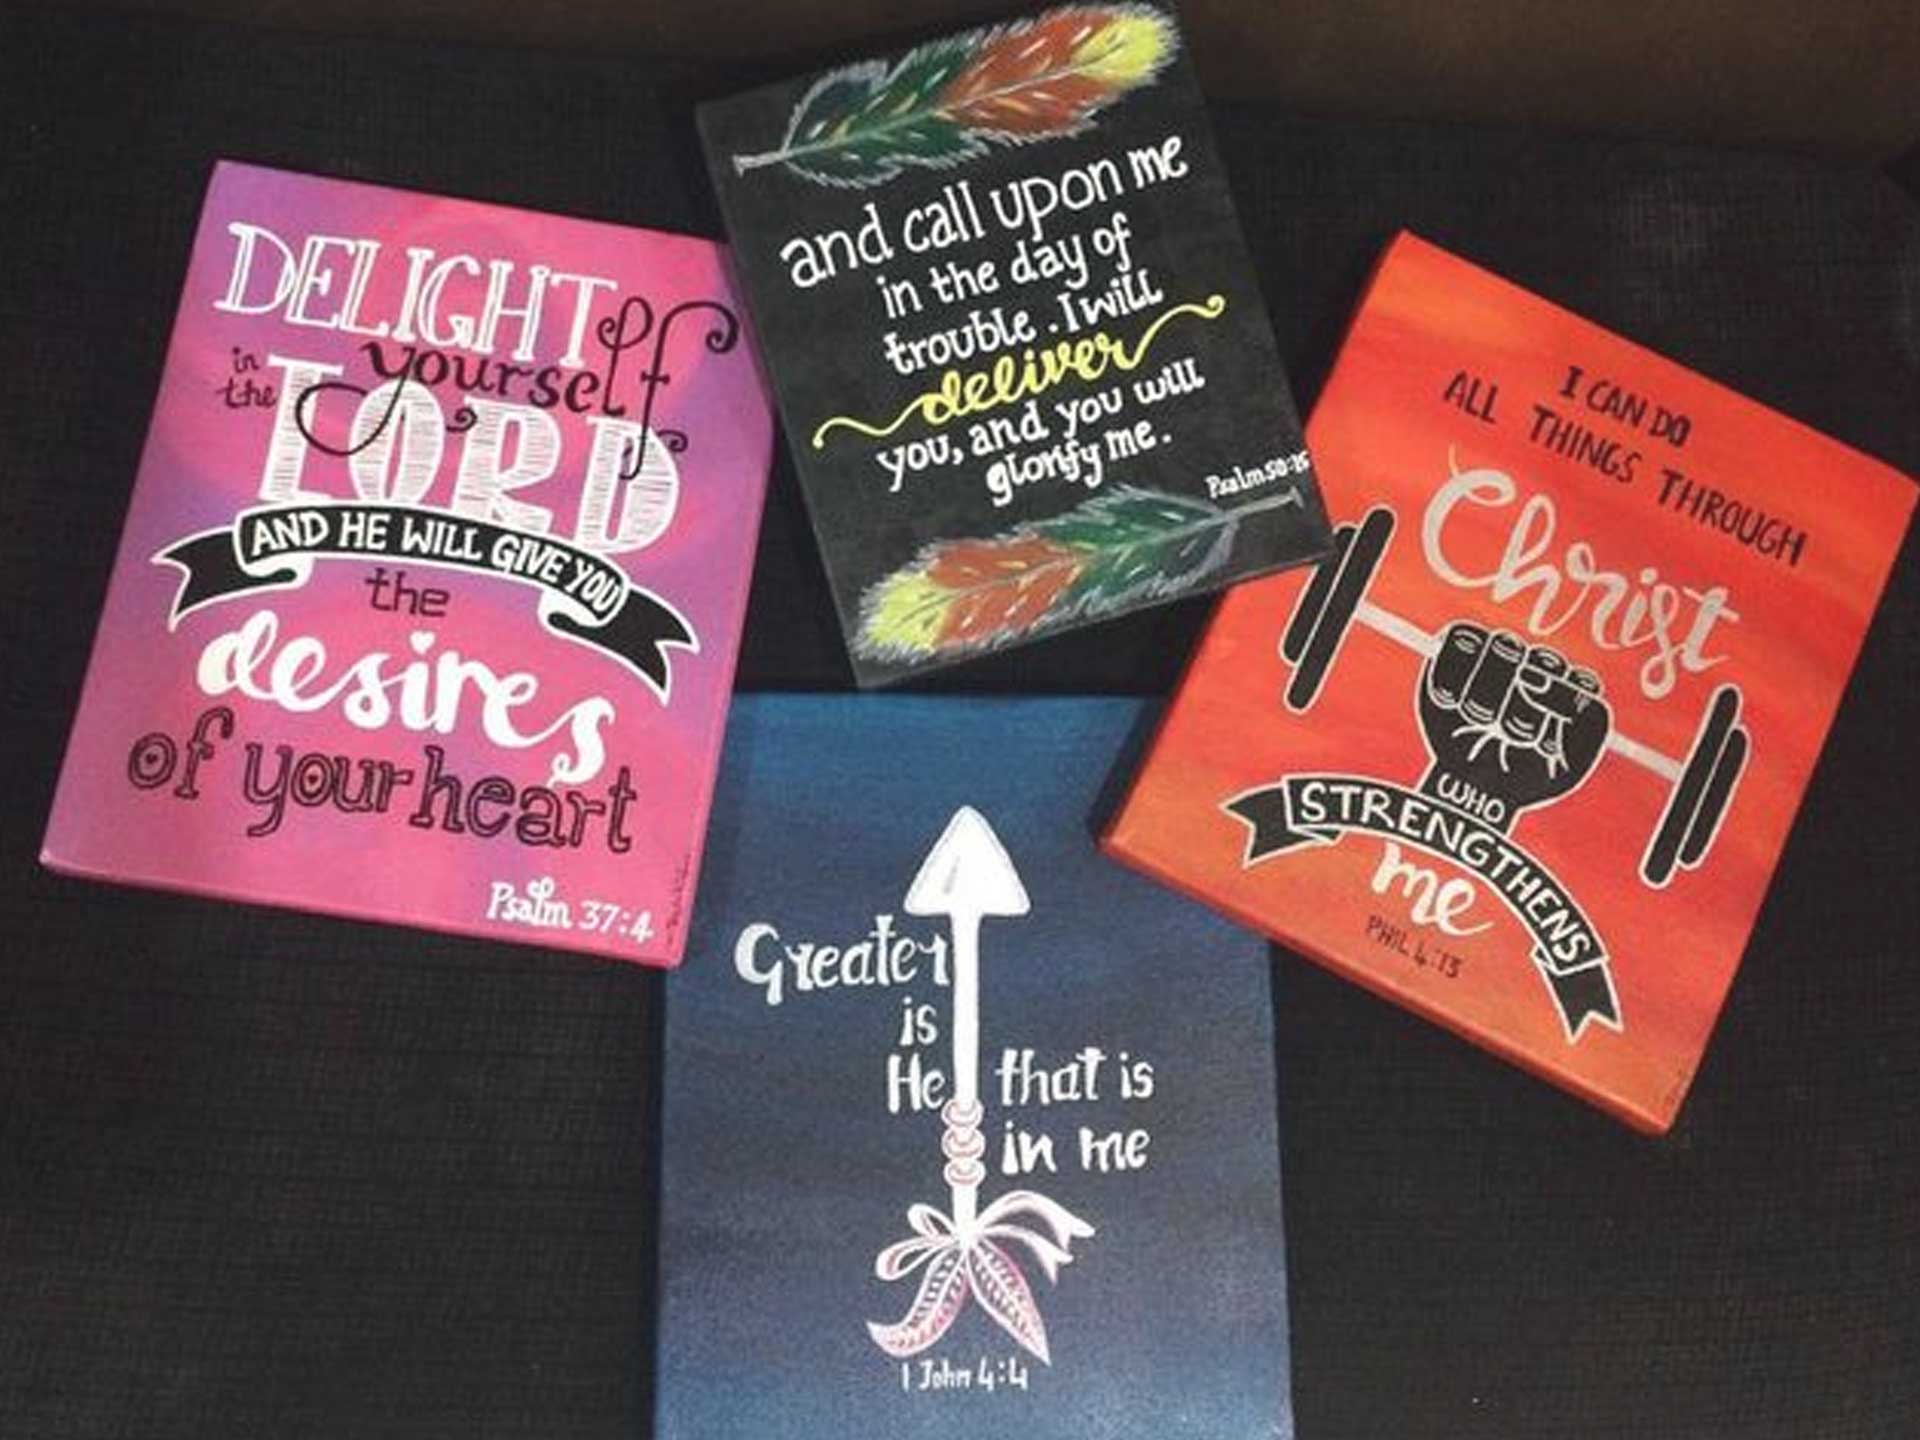 DELIGHT
yourself
in
the
LORD
AND HE WILL GIVE YOU
the
desires
of your heart
Psalm 37:4
and call upon me
in the day of
trouble. I will
deliver
you, and you will
glorify me.
Psalm 50:15
I CAN DO
ALL THINGS THROUGH
Christ
WHO
STRENGTHENS
me
PHIL 4:13
Greater
is
He that is
in me
1 John 4:4